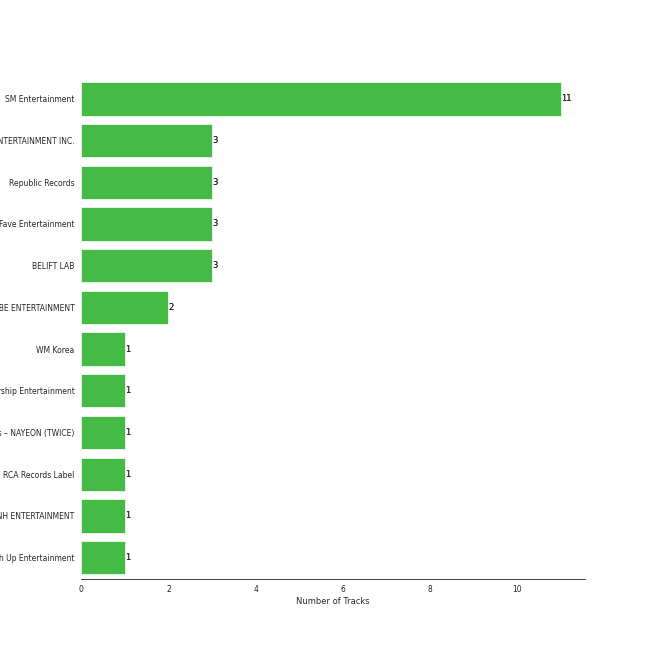 SM Entertainment 11
NTERTAINMENT INC. 3
Republic Records 3
Fave Entertainment 3
BELIFT LAB 3
BE ENTERTAINMENT 2
WM Korea 1
rship Entertainment 1
s – NAYEON (TWICE) 1
RCA Records Label 1
NH ENTERTAINMENT 1
h Up Entertainment 1
0 2 4 6 8 10
Number of Tracks